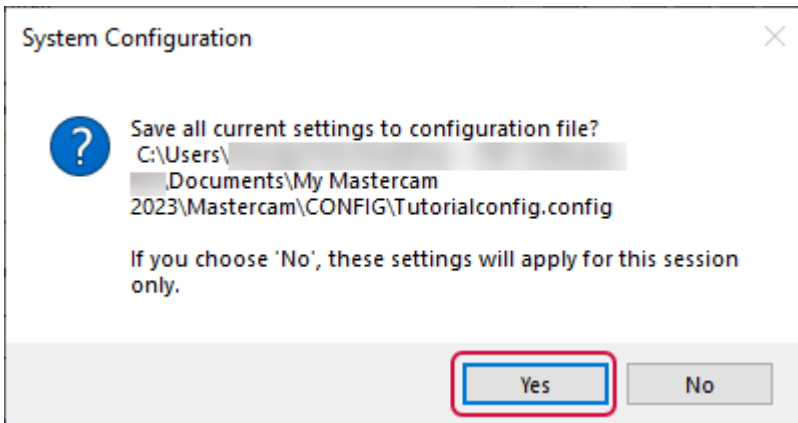 System Configuration
Save all current settings to configuration file?
C:\Users\
\Documents\My Mastercam
2023\Mastercam\CONFIG\Tutorialconfig.config
If you choose 'No', these settings will apply for this session
only.
Yes
No